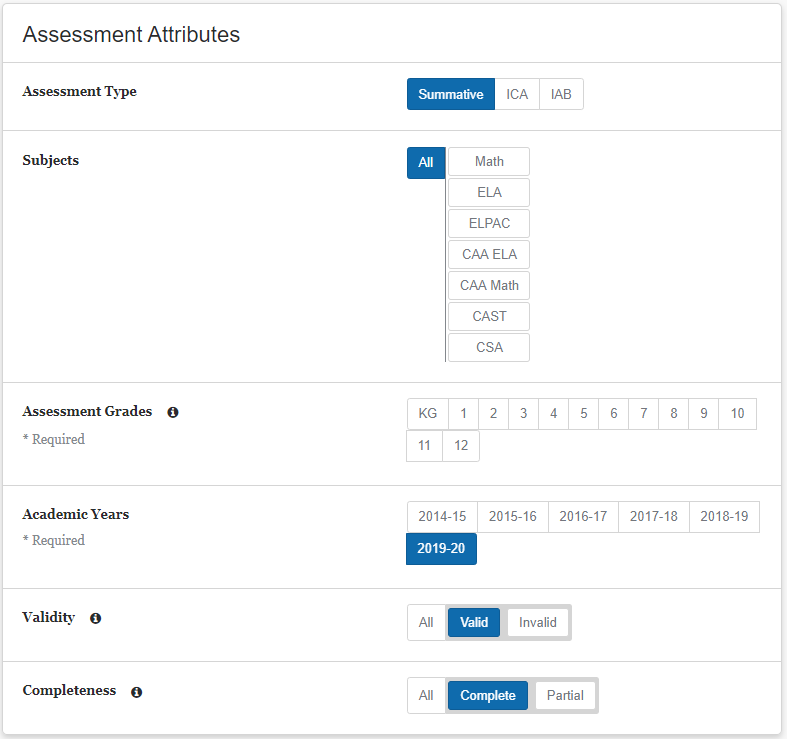 Assessment Attributes
Assessment Type Summative ICA IAB
Subjects All Math
ELA
ELPAC
CAA ELA
CAA Math
CAST
CSA
Assessment Grades KG 1 2 3 4 5 6 7 8 9 10
* Required 11 12
Academic Years 2014-15 2015-16 2016-17 2017-18 2018-19
* Required 2019-20
Validity All Valid Invalid
Completeness All Complete Partial